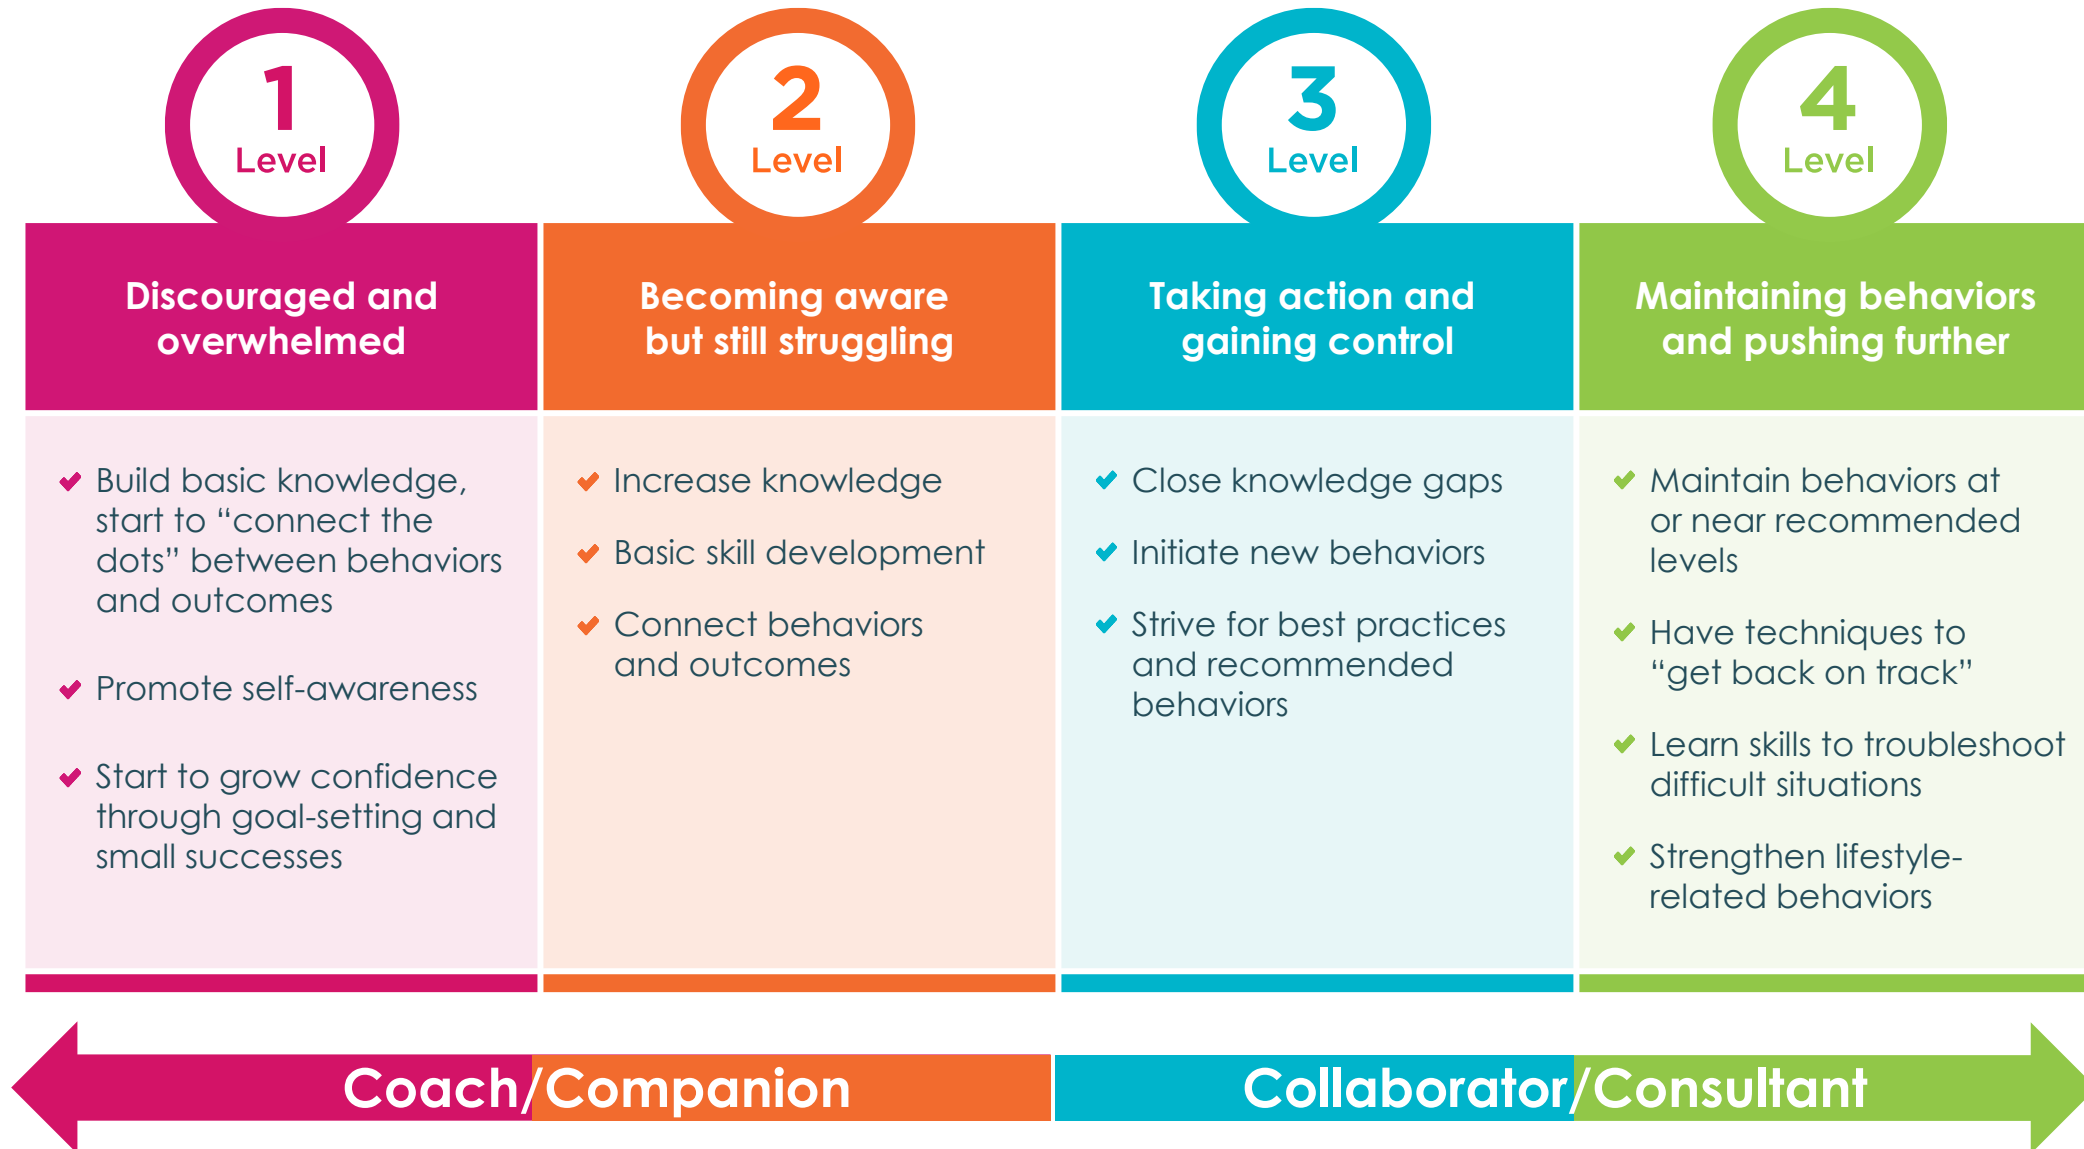 1
Level
2
Level
3
Level
4
Level
Discouraged and
overwhelmed
Becoming aware
but still struggling
Taking action and
gaining control
Maintaining behaviors
and pushing further
Build basic knowledge,
start to “connect the
dots” between behaviors
and outcomes
Promote self-awareness
Start to grow confidence
through goal-setting and
small successes
Increase knowledge
Basic skill development
Connect behaviors
and outcomes
Close knowledge gaps
Initiate new behaviors
Strive for best practices
and recommended
behaviors
Maintain behaviors at
or near recommended
levels
Have techniques to
“get back on track”
Learn skills to troubleshoot
difficult situations
Strengthen lifestyle-
related behaviors
Coach/Companion
Collaborator/Consultant